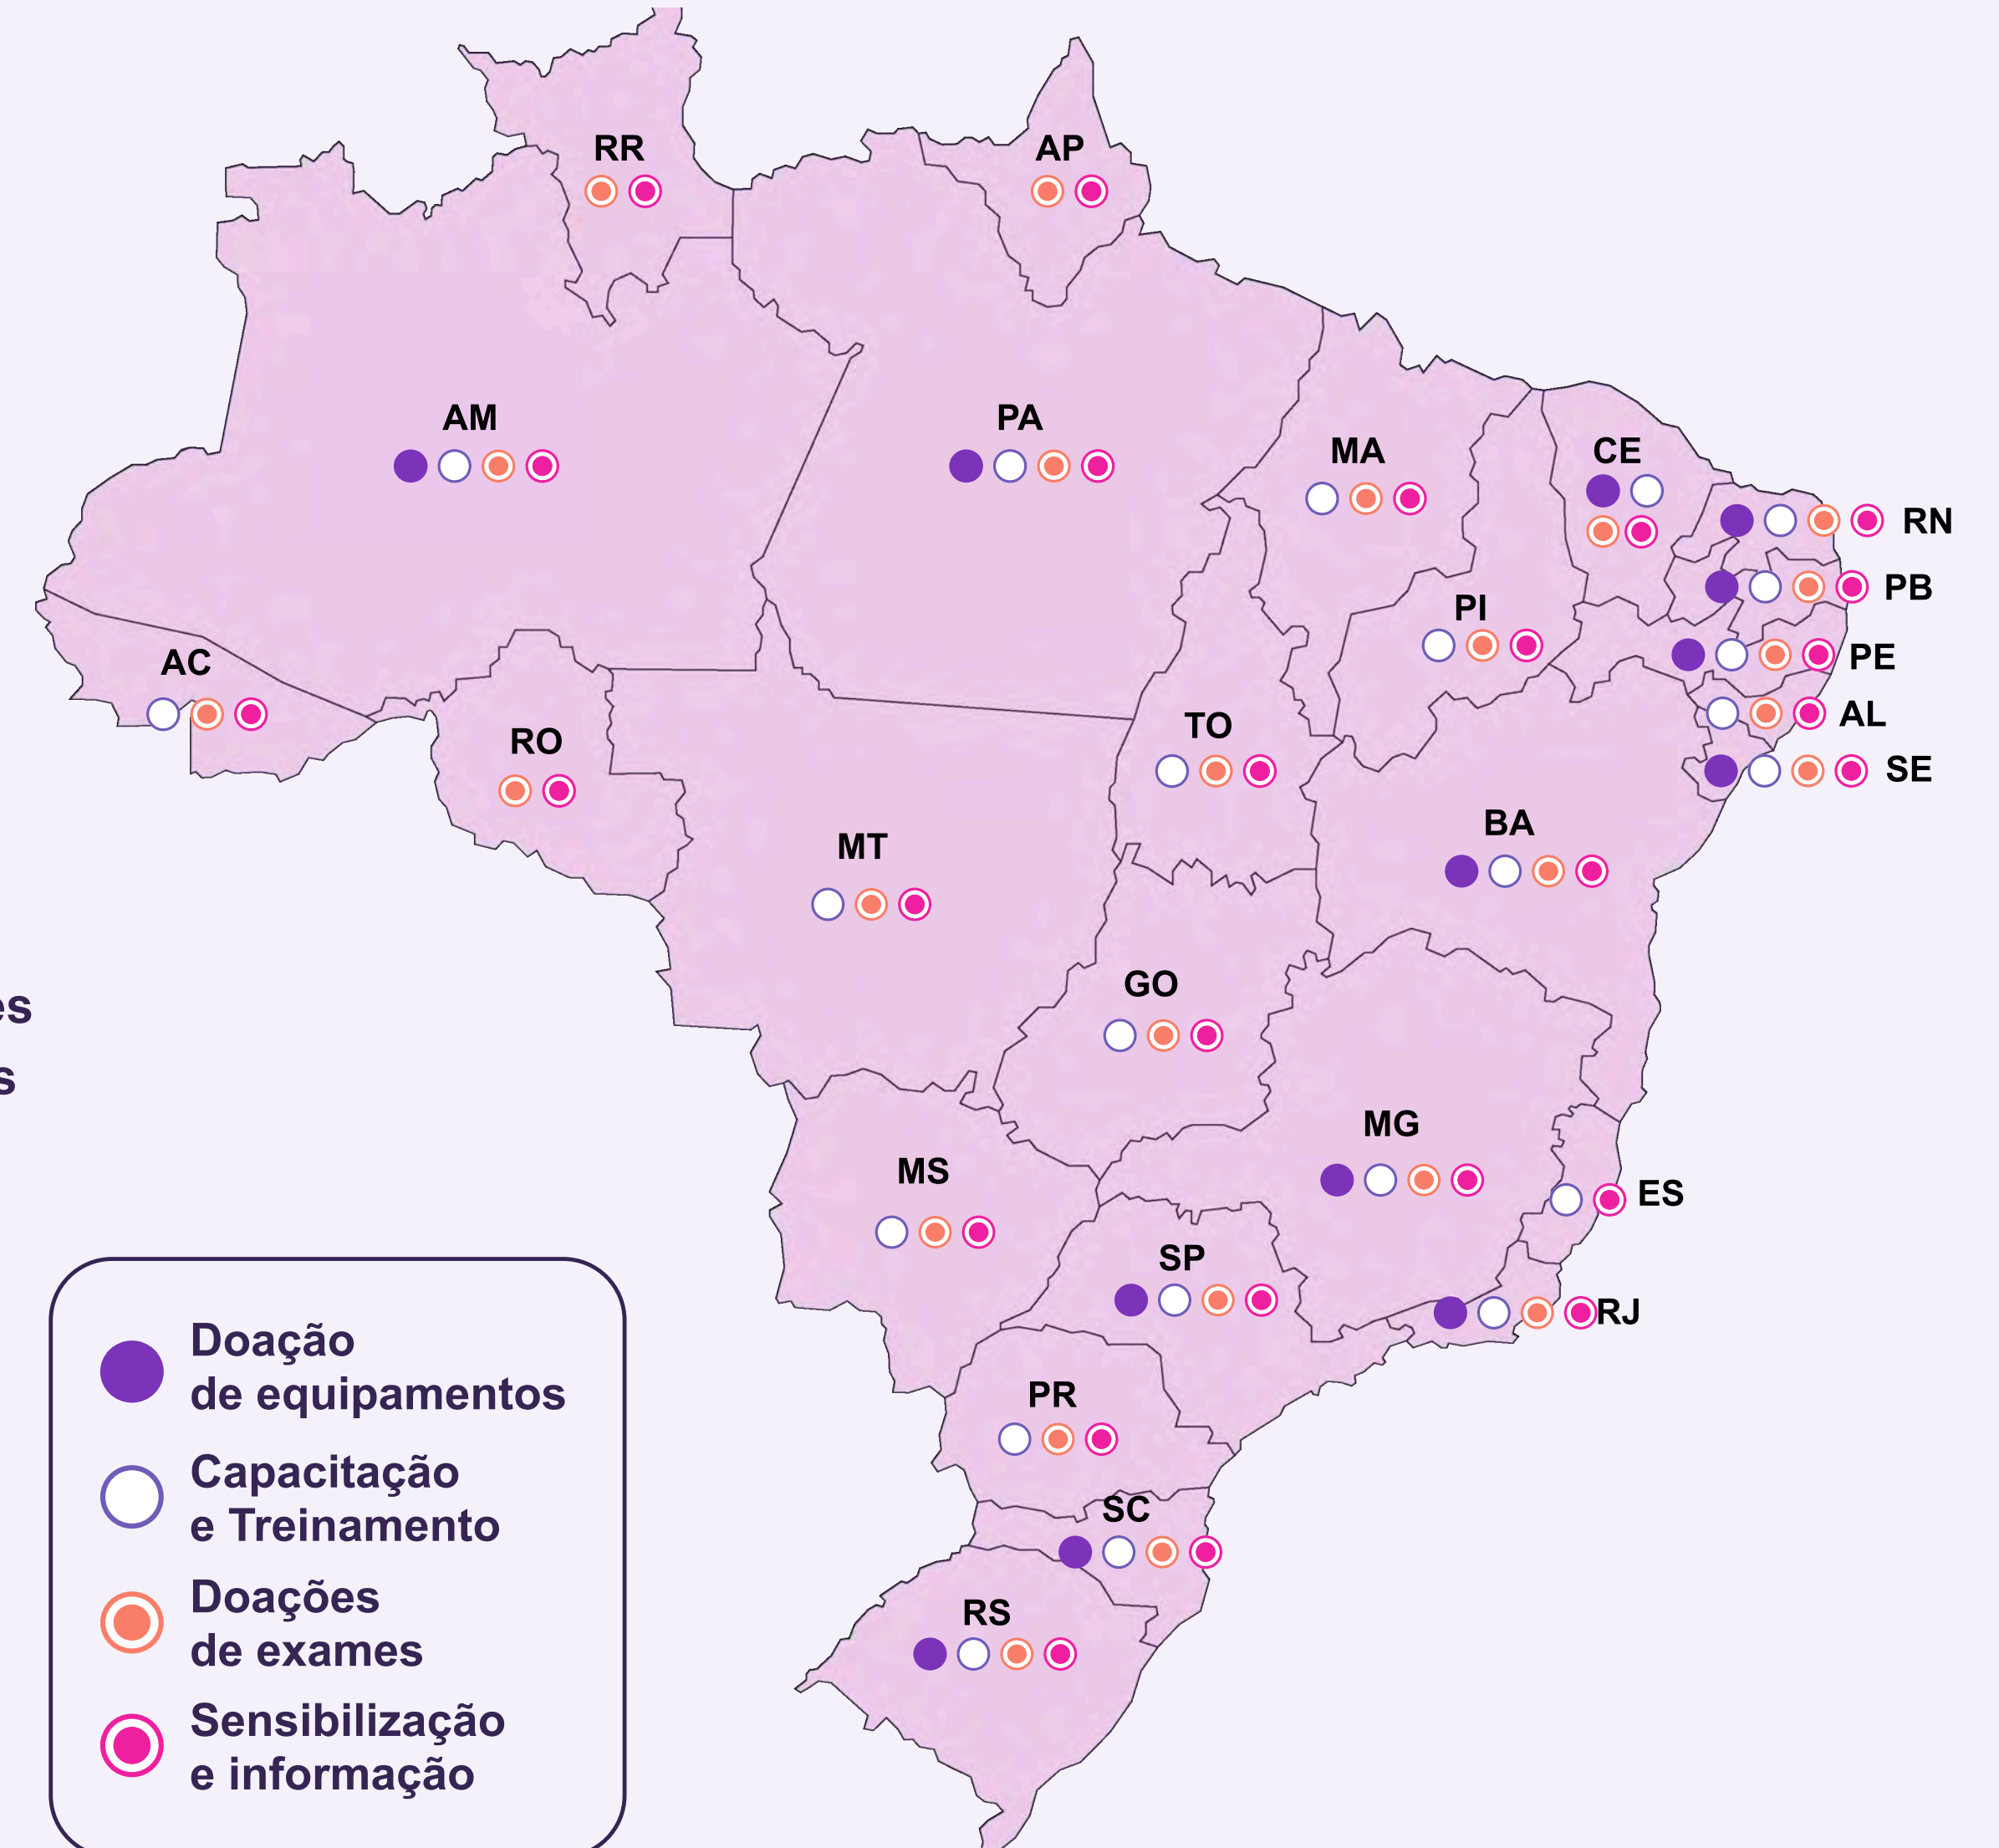 RR
AP
AM
PA
MA
CE
RN
PB
PI
PE
AC
AL
TO
RO
SE
BA
MT
GO
es
s
MG
MS
ES
SP
RJ
PR
SC
RS
Doação
de equipamentos
Capacitação
e Treinamento
Doações
de exames
Sensibilização
e informação